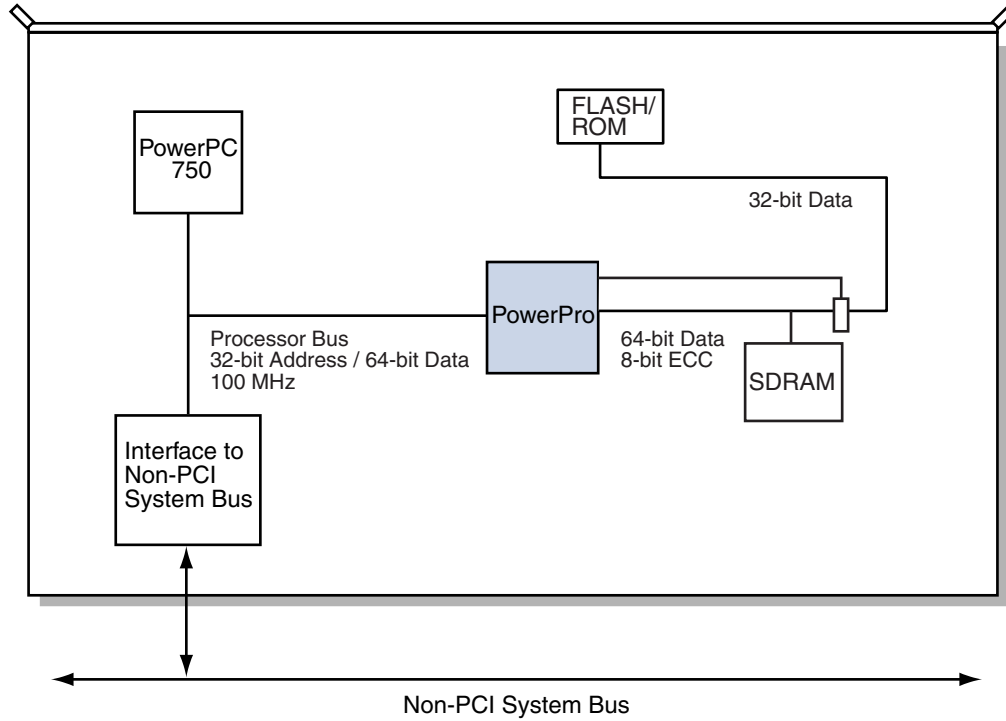 FLASH/
ROM
PowerPC
750
32-bit Data
PowerPro
Processor Bus
32-bit Address / 64-bit Data
100 MHz
64-bit Data
8-bit ECC
SDRAM
Interface to
Non-PCI
System Bus
Non-PCI System Bus